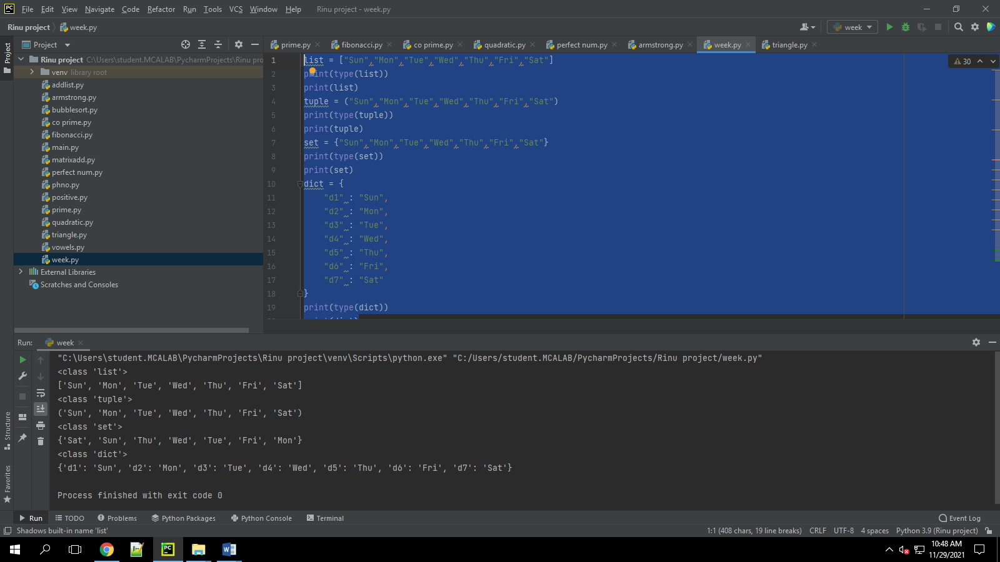 PC File Edit View Navigate Code Refactor Run Tools VCS Window Help Rinu project - week.py
Rinu project week.py week
Project prime.py fibonacci.py co prime.py quadratic.py perfect num.py armstrong.py week.py triangle.py
Project
Rinu project C:\Users\student.MCALAB\PycharmProjects\Rinu pro
venv library root
addlist.py
armstrong.py
bubblesort.py
co prime.py
fibonacci.py
main.py
matrixadd.py
perfect num.py
phno.py
positive.py
prime.py
quadratic.py
triangle.py
vowels.py
week.py
External Libraries
Scratches and Consoles
30
1 list = ["Sun","Mon","Tue","Wed","Thu","Fri","Sat"]
2 print(type(list))
3 print(list)
4 tuple = ("Sun","Mon","Tue","Wed","Thu","Fri","Sat")
5 print(type(tuple))
6 print(tuple)
7 set = {"Sun","Mon","Tue","Wed","Thu","Fri","Sat"}
8 print(type(set))
9 print(set)
10 dict = {
11 "d1" : "Sun",
12 "d2" : "Mon",
13 "d3" : "Tue",
14 "d4" : "Wed",
15 "d5" : "Thu",
16 "d6" : "Fri",
17 "d7" : "Sat"
18 }
19 print(type(dict))
Run: week
"C:\Users\student.MCALAB\PycharmProjects\Rinu project\venv\Scripts\python.exe" "C:/Users/student.MCALAB/PycharmProjects/Rinu project/week.py"
<class 'list'>
['Sun', 'Mon', 'Tue', 'Wed', 'Thu', 'Fri', 'Sat']
<class 'tuple'>
('Sun', 'Mon', 'Tue', 'Wed', 'Thu', 'Fri', 'Sat')
<class 'set'>
{'Sat', 'Sun', 'Thu', 'Wed', 'Tue', 'Fri', 'Mon'}
<class 'dict'>
{'d1': 'Sun', 'd2': 'Mon', 'd3': 'Tue', 'd4': 'Wed', 'd5': 'Thu', 'd6': 'Fri', 'd7': 'Sat'}
Process finished with exit code 0
Structure
Favorites
Run TODO Problems Python Packages Python Console Terminal Event Log
Shadows built-in name 'list' 1:1 (408 chars, 19 line breaks) CRLF UTF-8 4 spaces Python 3.9 (Rinu project)
PC W 10:48 AM
11/29/2021